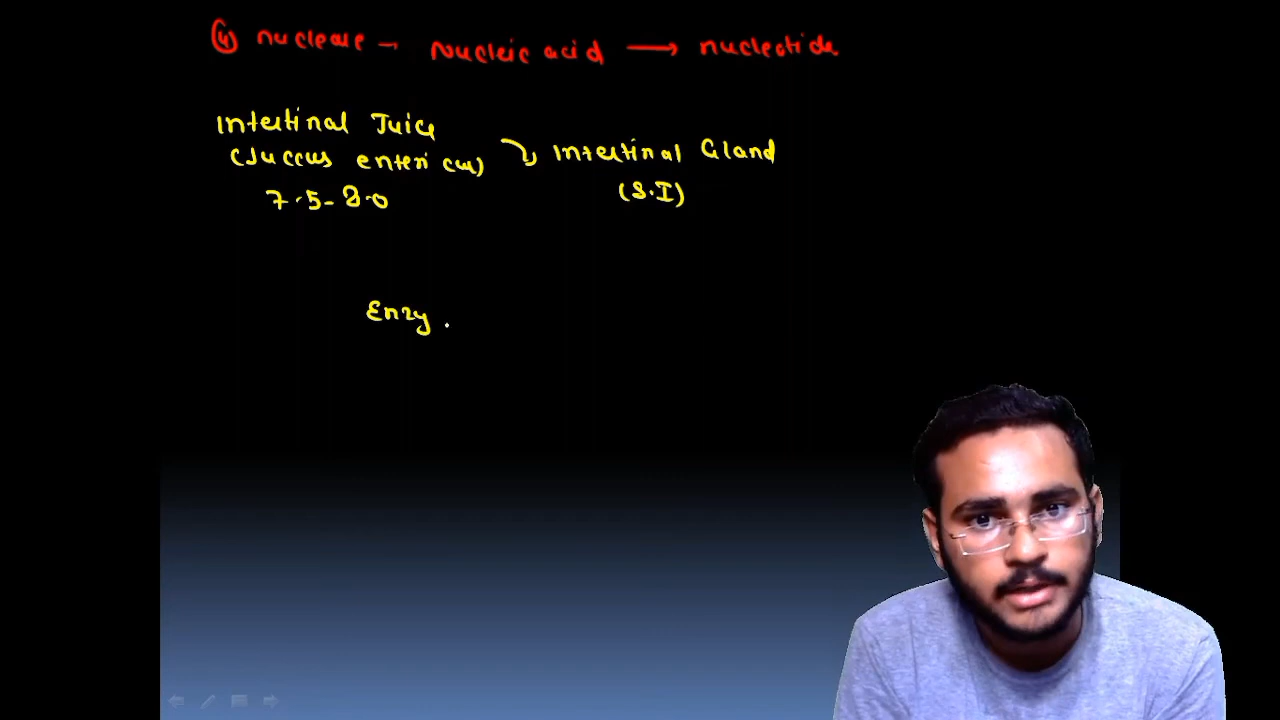 (4) nuclease → Nucleic acid → nucleotide
Intestinal Juice
(Succus entericus) → Intestinal Gland
7.5-8.0 (S.I)
Enzy